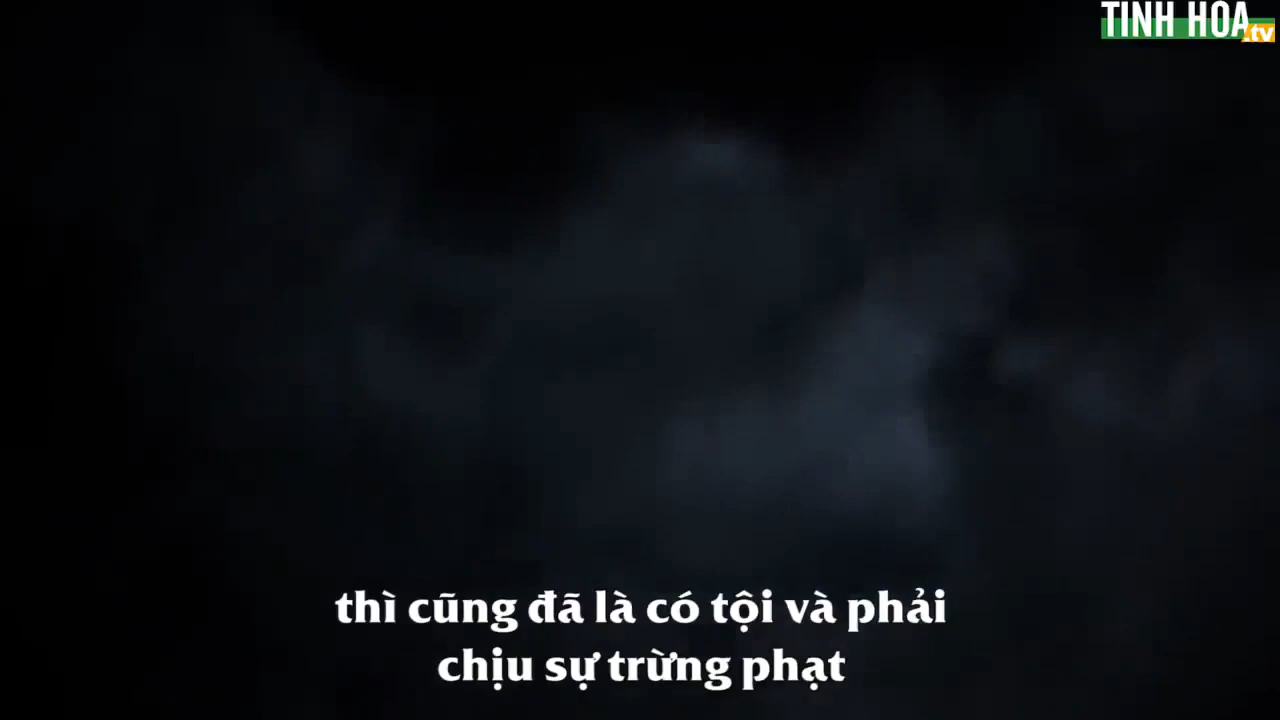 TINH HOA
.tv
thì cũng đã là có tội và phải
chịu sự trừng phạt